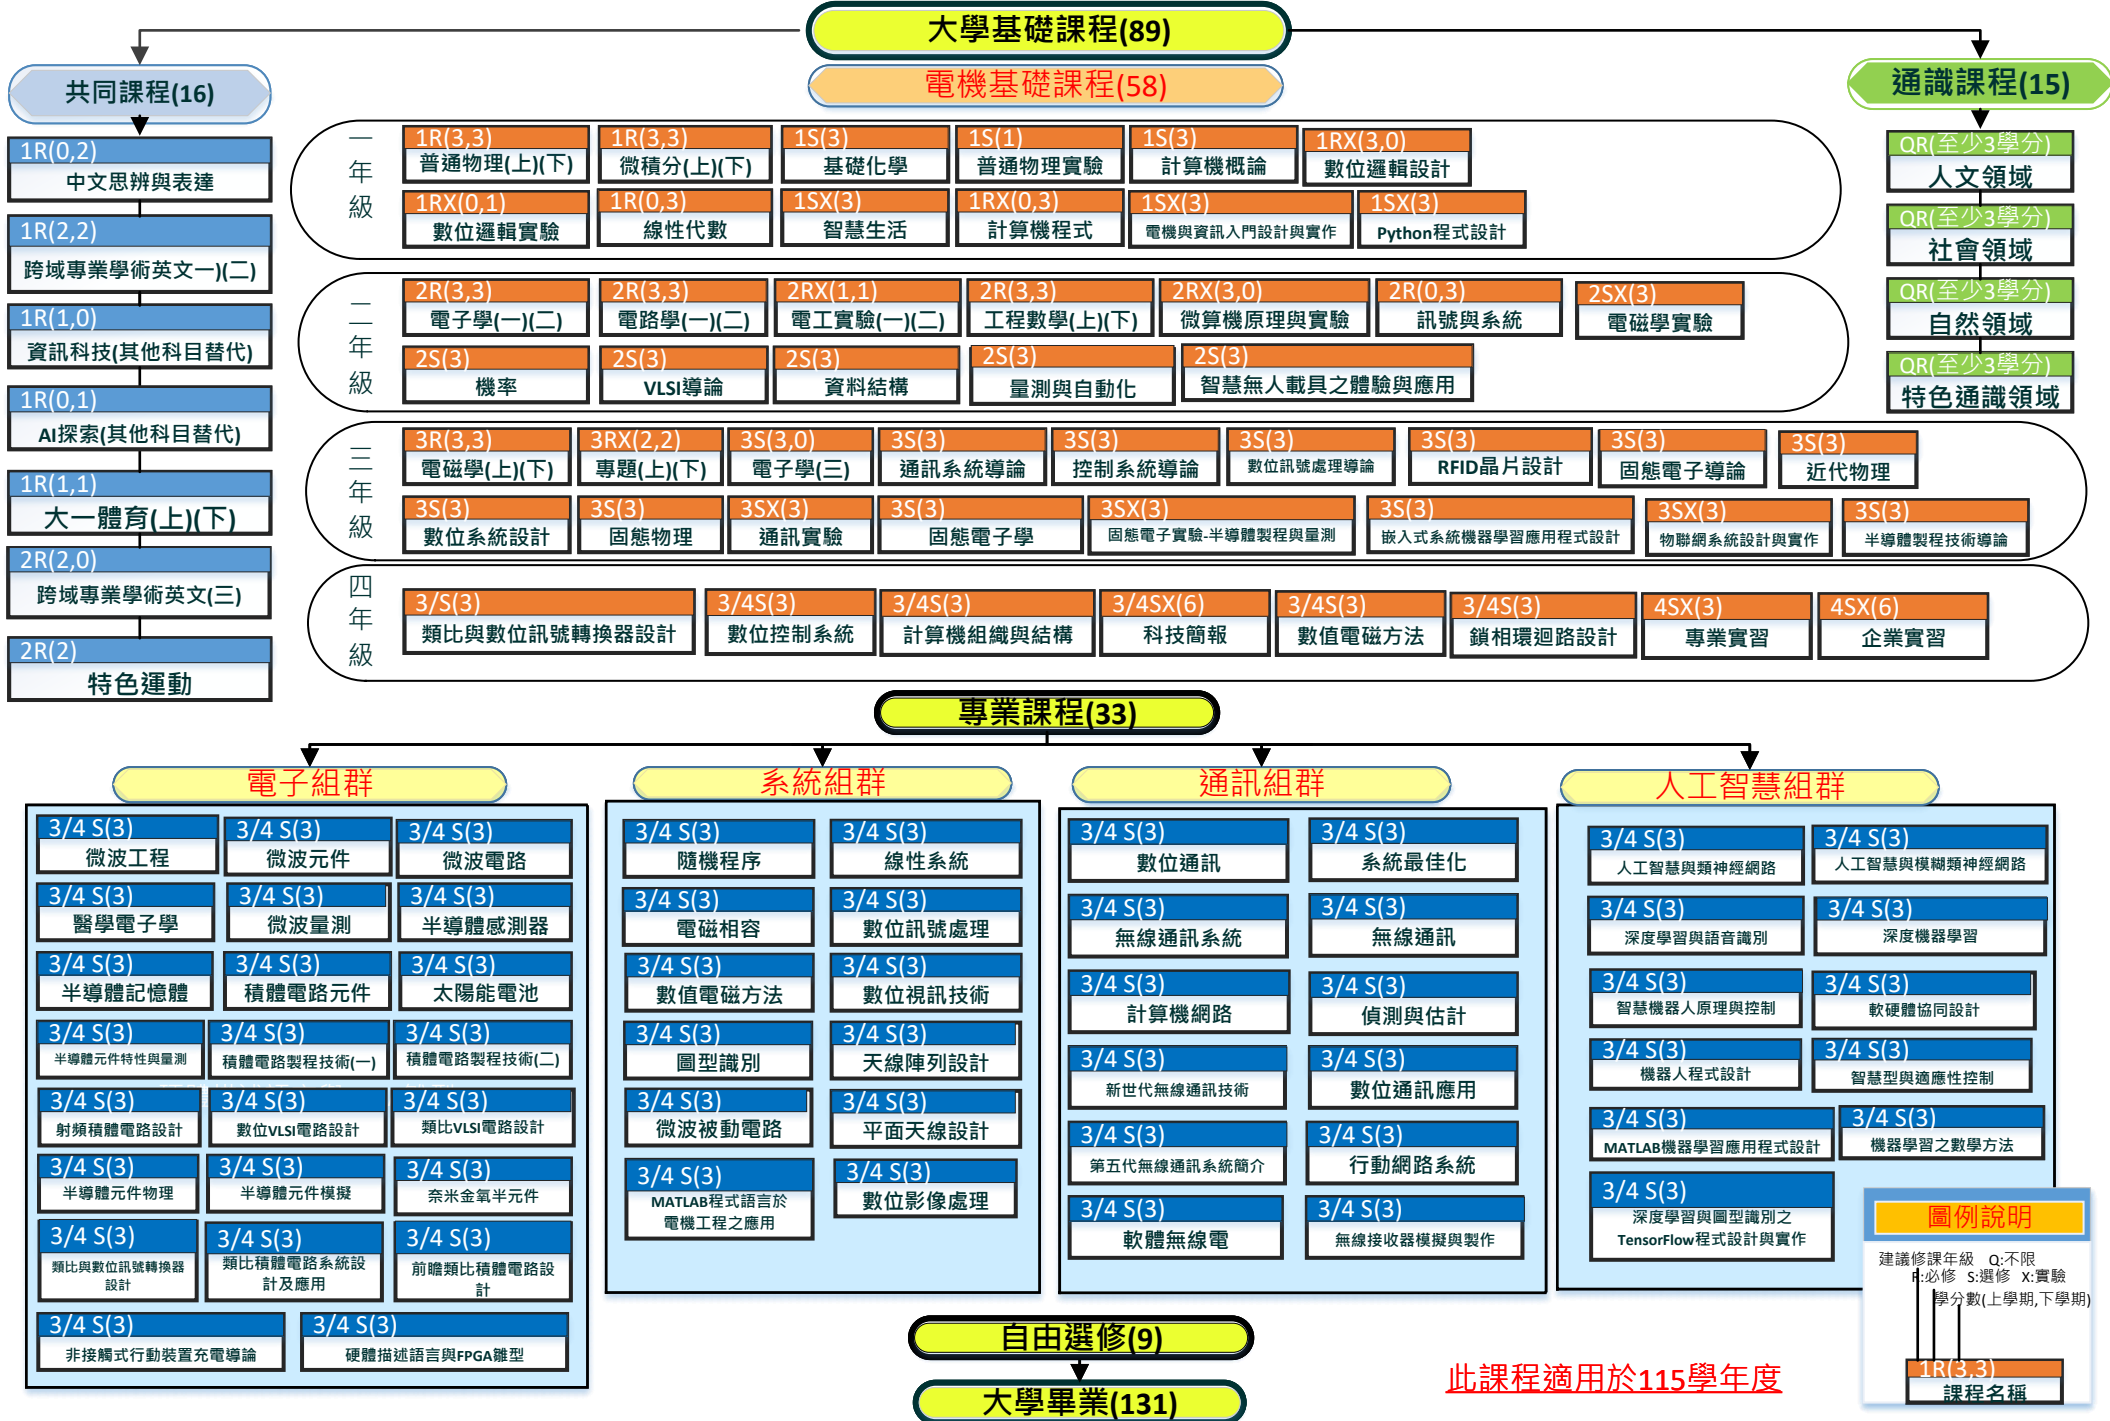 大學基礎課程(89)
共同課程(16)
電機基礎課程(58)
通識課程(15)
1R(0,2)
中文思辨與表達
1R(2,2)
跨域專業學術英文一)(二)
1R(1,0)
資訊科技(其他科目替代)
1R(0,1)
AI探索(其他科目替代)
1R(1,1)
大一體育(上)(下)
2R(2,0)
跨域專業學術英文(三)
2R(2)
特色運動
一年級
1R(3,3)
普通物理(上)(下)
1R(3,3)
微積分(上)(下)
1S(3)
基礎化學
1S(1)
普通物理實驗
1S(3)
計算機概論
1RX(3,0)
數位邏輯設計
1RX(0,1)
數位邏輯實驗
1R(0,3)
線性代數
1SX(3)
智慧生活
1RX(0,3)
計算機程式
1SX(3)
電機與資訊入門設計與實作
1SX(3)
Python程式設計
二年級
2R(3,3)
電子學(一)(二)
2R(3,3)
電路學(一)(二)
2RX(1,1)
電工實驗(一)(二)
2R(3,3)
工程數學(上)(下)
2RX(3,0)
微算機原理與實驗
2R(0,3)
訊號與系統
2SX(3)
電磁學實驗
2S(3)
機率
2S(3)
VLSI導論
2S(3)
資料結構
2S(3)
量測與自動化
2S(3)
智慧無人載具之體驗與應用
三年級
3R(3,3)
電磁學(上)(下)
3RX(2,2)
專題(上)(下)
3S(3,0)
電子學(三)
3S(3)
通訊系統導論
3S(3)
控制系統導論
3S(3)
數位訊號處理導論
3S(3)
RFID晶片設計
3S(3)
固態電子導論
3S(3)
近代物理
3S(3)
數位系統設計
3S(3)
固態物理
3SX(3)
通訊實驗
3S(3)
固態電子學
3SX(3)
固態電子實驗-半導體製程與量測
3S(3)
嵌入式系統機器學習應用程式設計
3SX(3)
物聯網系統設計與實作
3S(3)
半導體製程技術導論
四年級
3/S(3)
類比與數位訊號轉換器設計
3/4S(3)
數位控制系統
3/4S(3)
計算機組織與結構
3/4SX(6)
科技簡報
3/4S(3)
數值電磁方法
3/4S(3)
鎖相環迴路設計
4SX(3)
專業實習
4SX(6)
企業實習
QR(至少3學分)
人文領域
QR(至少3學分)
社會領域
QR(至少3學分)
自然領域
QR(至少3學分)
特色通識領域
專業課程(33)
電子組群
3/4 S(3)
微波工程
3/4 S(3)
微波元件
3/4 S(3)
微波電路
3/4 S(3)
醫學電子學
3/4 S(3)
微波量測
3/4 S(3)
半導體感測器
3/4 S(3)
半導體記憶體
3/4 S(3)
積體電路元件
3/4 S(3)
太陽能電池
3/4 S(3)
半導體元件特性與量測
3/4 S(3)
積體電路製程技術(一)
3/4 S(3)
積體電路製程技術(二)
3/4 S(3)
射頻積體電路設計
3/4 S(3)
數位VLSI電路設計
3/4 S(3)
類比VLSI電路設計
3/4 S(3)
半導體元件物理
3/4 S(3)
半導體元件模擬
3/4 S(3)
奈米金氧半元件
3/4 S(3)
類比與數位訊號轉換器
設計
3/4 S(3)
類比積體電路系統設
計及應用
3/4 S(3)
前瞻類比積體電路設
計
3/4 S(3)
非接觸式行動裝置充電導論
3/4 S(3)
硬體描述語言與FPGA雛型
系統組群
3/4 S(3)
隨機程序
3/4 S(3)
線性系統
3/4 S(3)
電磁相容
3/4 S(3)
數位訊號處理
3/4 S(3)
數值電磁方法
3/4 S(3)
數位視訊技術
3/4 S(3)
圖型識別
3/4 S(3)
天線陣列設計
3/4 S(3)
微波被動電路
3/4 S(3)
平面天線設計
3/4 S(3)
MATLAB程式語言於
電機工程之應用
3/4 S(3)
數位影像處理
通訊組群
3/4 S(3)
數位通訊
3/4 S(3)
系統最佳化
3/4 S(3)
無線通訊系統
3/4 S(3)
無線通訊
3/4 S(3)
計算機網路
3/4 S(3)
偵測與估計
3/4 S(3)
新世代無線通訊技術
3/4 S(3)
數位通訊應用
3/4 S(3)
第五代無線通訊系統簡介
3/4 S(3)
行動網路系統
3/4 S(3)
軟體無線電
3/4 S(3)
無線接收器模擬與製作
人工智慧組群
3/4 S(3)
人工智慧與類神經網路
3/4 S(3)
人工智慧與模糊類神經網路
3/4 S(3)
深度學習與語音識別
3/4 S(3)
深度機器學習
3/4 S(3)
智慧機器人原理與控制
3/4 S(3)
軟硬體協同設計
3/4 S(3)
機器人程式設計
3/4 S(3)
智慧型與適應性控制
3/4 S(3)
MATLAB機器學習應用程式設計
3/4 S(3)
機器學習之數學方法
3/4 S(3)
深度學習與圖型識別之
TensorFlow程式設計與實作
圖例說明
建議修課年級 Q:不限
R:必修 S:選修 X:實驗
學分數(上學期,下學期)
1R(3,3)
課程名稱
自由選修(9)
大學畢業(131)
此課程適用於115學年度